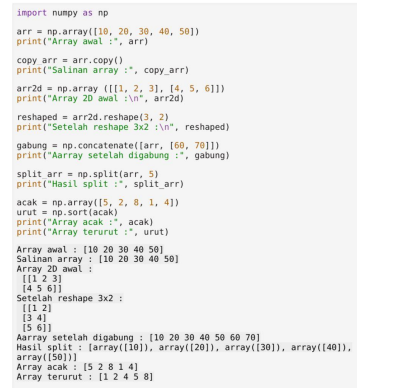 import numpy as np
arr = np.array([10, 20, 30, 40, 50])
print("Array awal :", arr)
copy_arr = arr.copy()
print("Salinan array :", copy_arr)
arr2d = np.array ([[1, 2, 3], [4, 5, 6]])
print("Array 2D awal :\n", arr2d)
reshaped = arr2d.reshape(3, 2)
print("Setelah reshape 3x2 :\n", reshaped)
gabung = np.concatenate([arr, [60, 70]])
print("Aarray setelah digabung :", gabung)
split_arr = np.split(arr, 5)
print("Hasil split :", split_arr)
acak = np.array([5, 2, 8, 1, 4])
urut = np.sort(acak)
print("Array acak :", acak)
print("Array terurut :", urut)
Array awal : [10 20 30 40 50]
Salinan array : [10 20 30 40 50]
Array 2D awal :
[[1 2 3]
[4 5 6]]
Setelah reshape 3x2 :
[[1 2]
[3 4]
[5 6]]
Aarray setelah digabung : [10 20 30 40 50 60 70]
Hasil split : [array([10]), array([20]), array([30]), array([40]),
array([50])]
Array acak : [5 2 8 1 4]
Array terurut : [1 2 4 5 8]